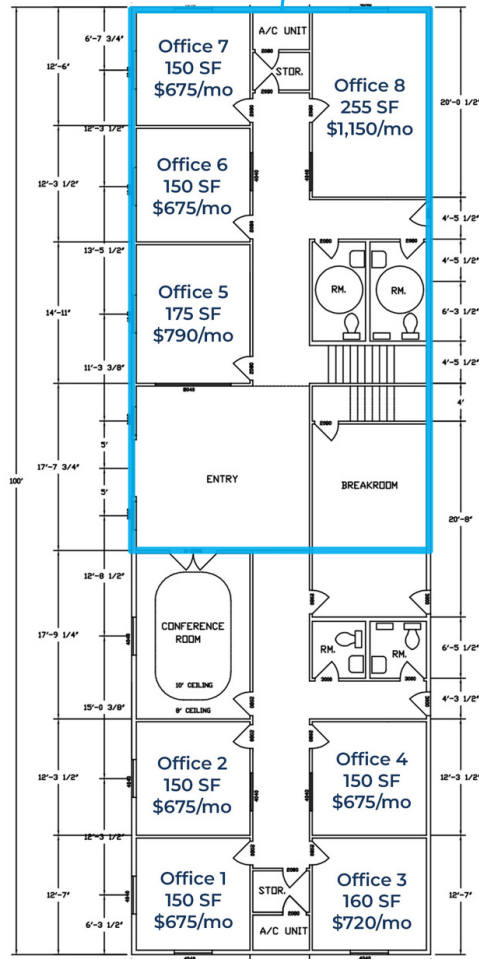 A/C UNIT
2080
STOR.
2080
Office 7
150 SF
$675/mo
Office 8
255 SF
$1,150/mo
Office 6
150 SF
$675/mo
Office 5
175 SF
$790/mo
RM.
RM.
ENTRY
BREAKROOM
CONFERENCE
ROOM
10' CEILING
8' CEILING
RM.
RM.
Office 2
150 SF
$675/mo
Office 4
150 SF
$675/mo
Office 1
150 SF
$675/mo
STOR.
A/C UNIT
Office 3
160 SF
$720/mo
100'
12'-6"
12'-3 1/2"
14'-11"
17'-7 3/4"
17'-9 1/4"
12'-3 1/2"
12'-7"
6'-7 3/4"
12'-3 1/2"
13'-5 1/2"
11'-3 3/8"
5'
5'
12'-8 1/2"
15'-0 3/8"
12'-3 1/2"
6'-3 1/2"
20'-0 1/2"
4'-5 1/2"
4'-5 1/2"
6'-3 1/2"
4'-5 1/2"
4'
20'-8"
6'-5 1/2"
4'-3 1/2"
12'-3 1/2"
12'-7"